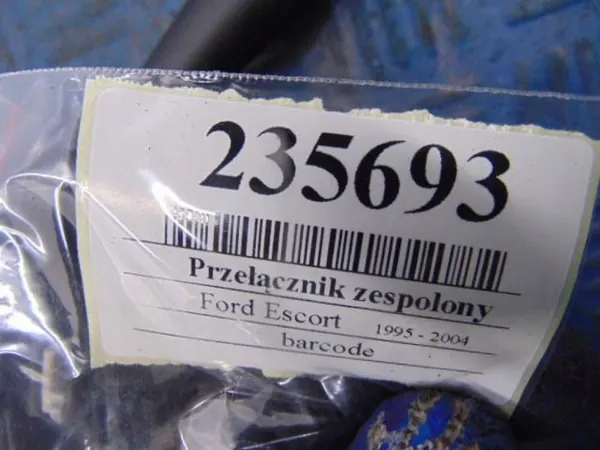 235693
Przełącznik zespolony
Ford Escort 1995 - 2004
barcode